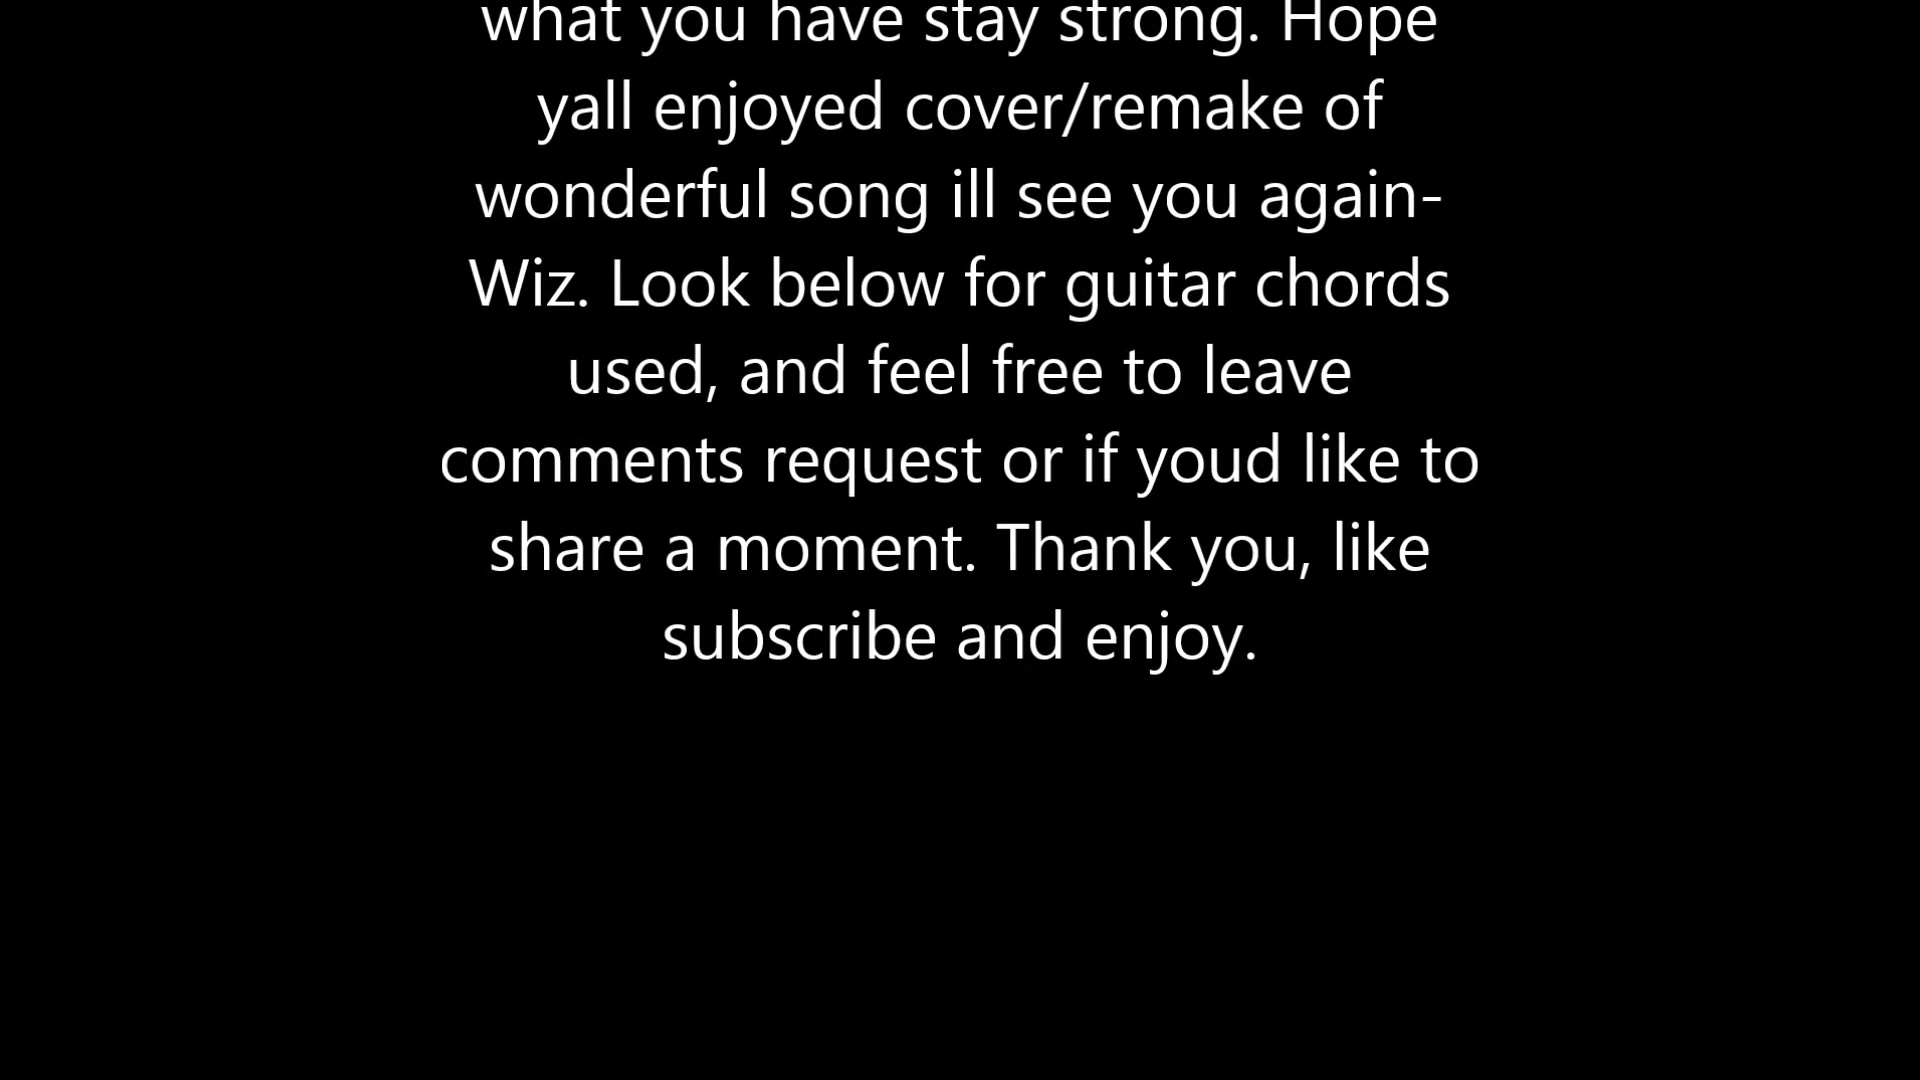 what you have stay strong. Hope
yall enjoyed cover/remake of
wonderful song ill see you again-
Wiz. Look below for guitar chords
used, and feel free to leave
comments request or if youd like to
share a moment. Thank you, like
subscribe and enjoy.